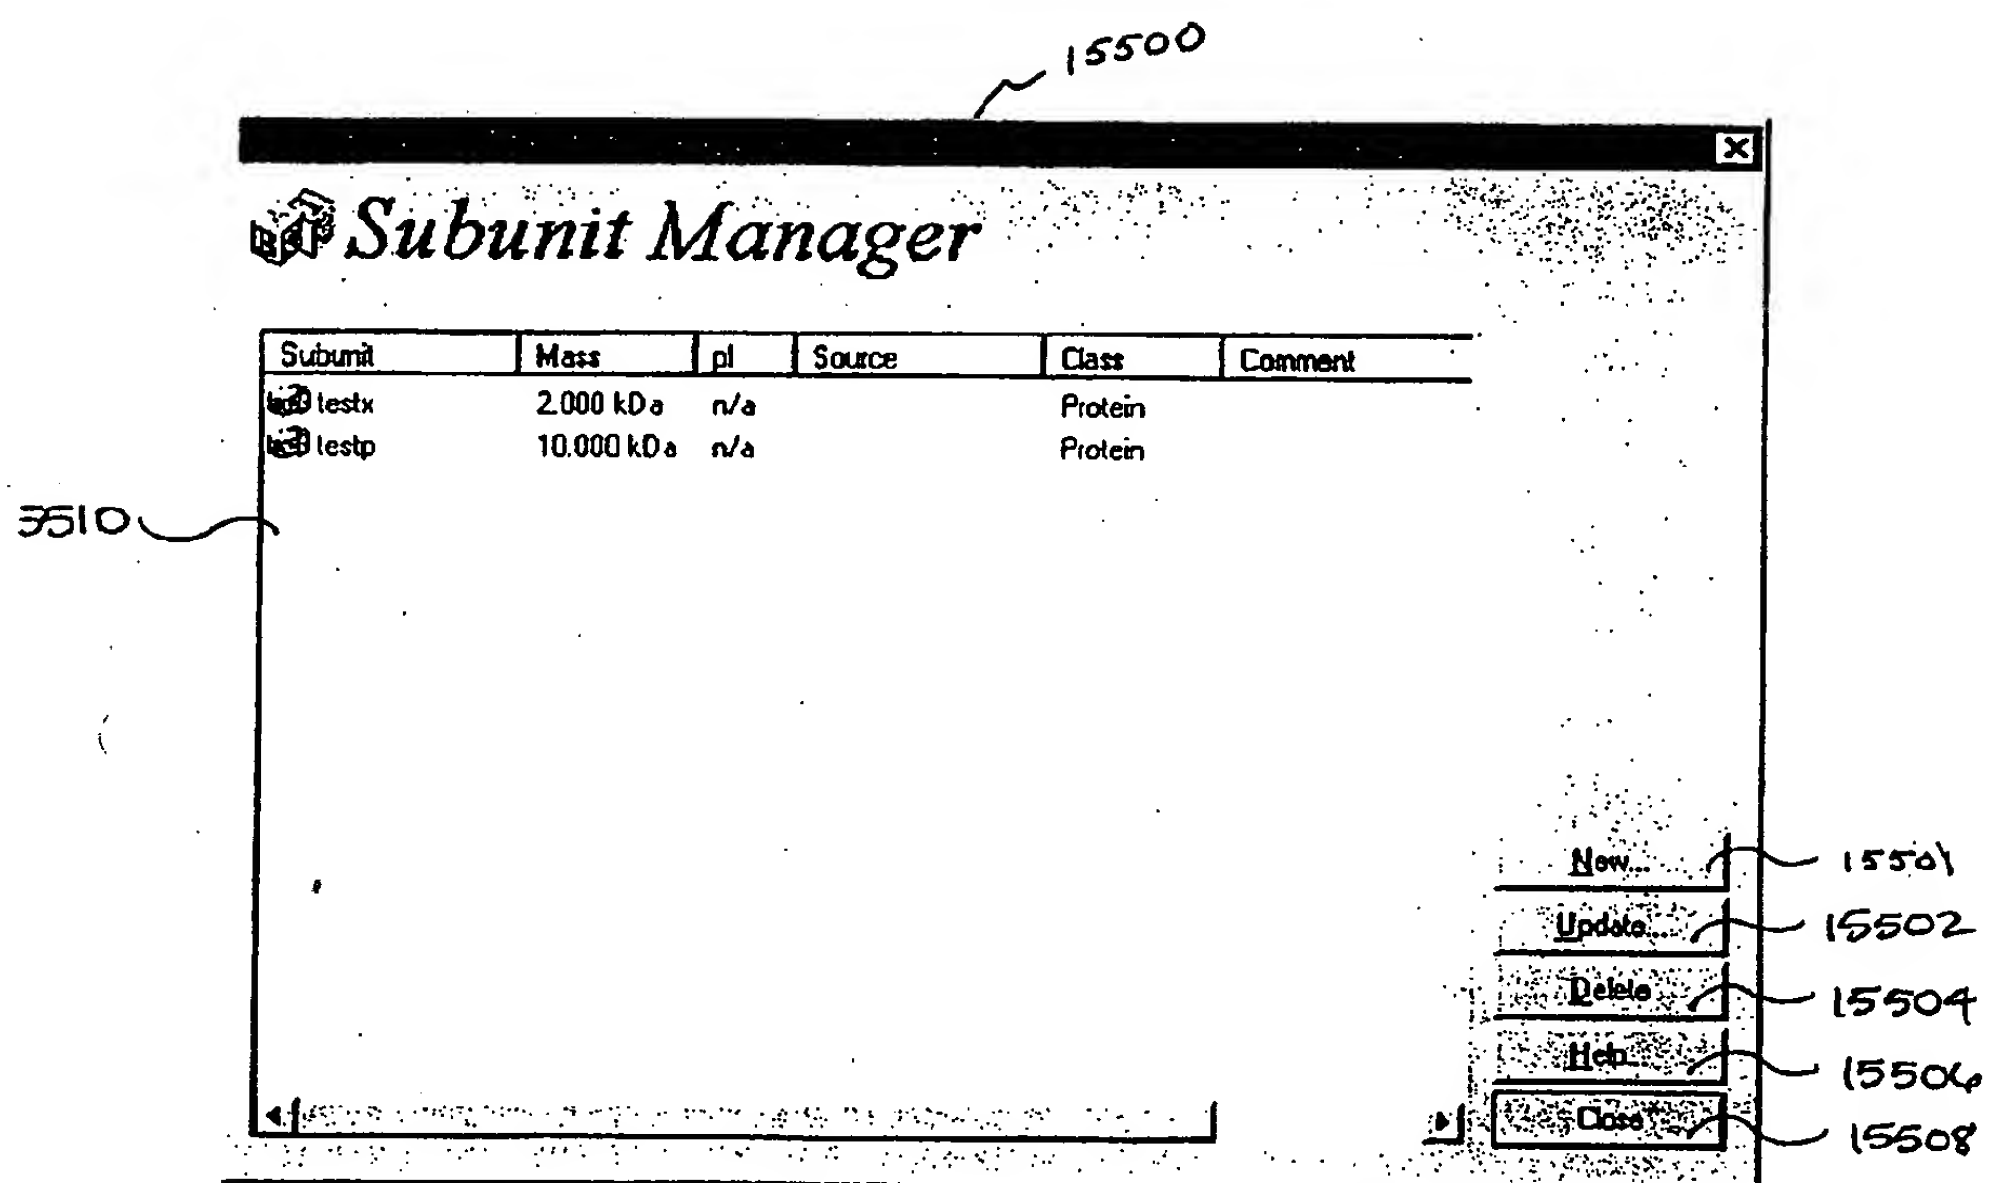 15500
Subunit Manager
Subunit Mass pI Source Class Comment
testx 2.000 kDa n/a Protein
testp 10.000 kDa n/a Protein
3510
New... 15501
Update... 15502
Delete 15504
Help... 15506
Close 15508